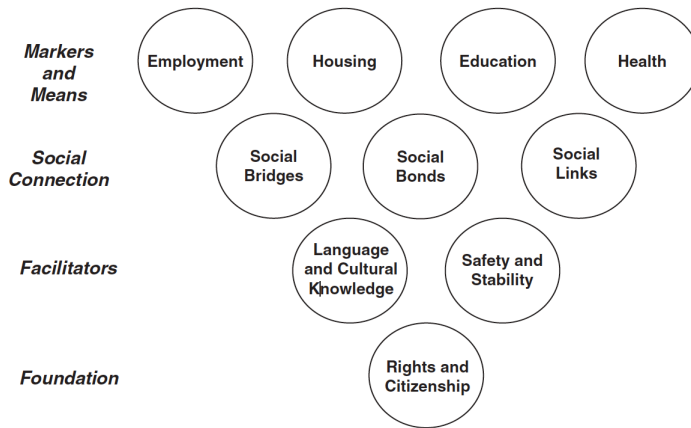 Markers
and
Means
Employment
Housing
Education
Health
Social
Connection
Social
Bridges
Social
Bonds
Social
Links
Facilitators
Language
and Cultural
Knowledge
Safety and
Stability
Foundation
Rights and
Citizenship